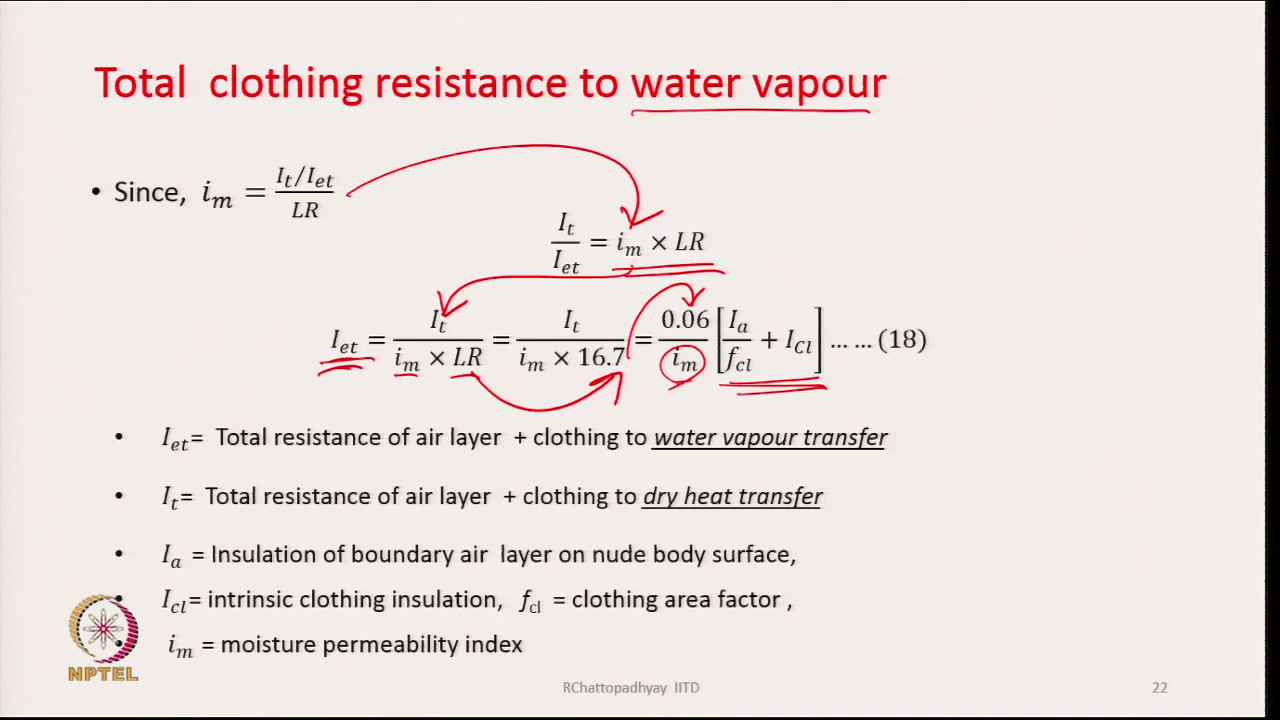 Total clothing resistance to water vapour
• Since, i_m = (I_t/I_et)/LR
I_t/I_et = i_m × LR
I_et = I_t/(i_m × LR) = I_t/(i_m × 16.7) = 0.06/i_m [I_a/f_cl + I_Cl] … … (18)
• I_et= Total resistance of air layer + clothing to water vapour transfer
• I_t= Total resistance of air layer + clothing to dry heat transfer
• I_a = Insulation of boundary air layer on nude body surface,
• I_cl= intrinsic clothing insulation, f_cl = clothing area factor ,
• i_m = moisture permeability index
NPTEL
RChattopadhyay IITD
22